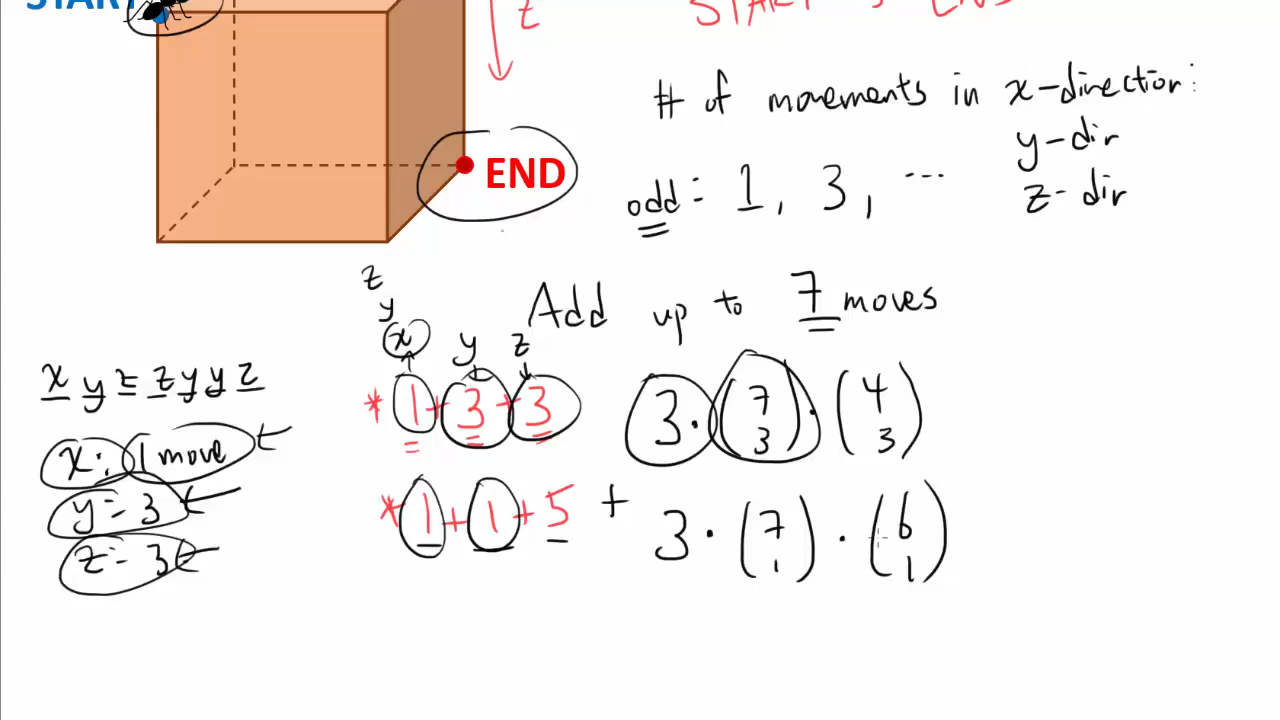 START
z
START → END
# of movements in x-direction:
y-dir
z-dir
END
odd: 1, 3, ...
Add up to 7 moves
z
y
x y z
* 1 + 3 + 3
3 · (7 3) · (4 3)
x y z z y y z
x: 1 move
y = 3
z = 3
* 1 + 1 + 5
+ 3 · (7 1) · (6 1)